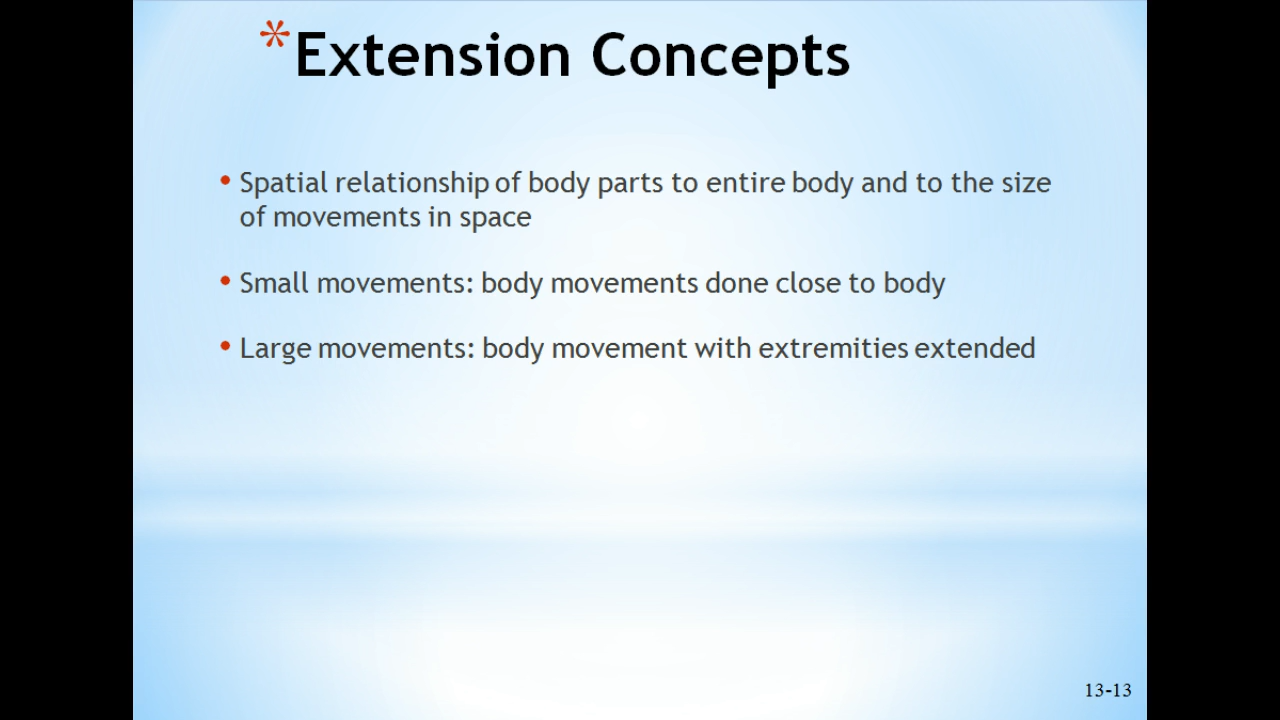 *Extension Concepts
• Spatial relationship of body parts to entire body and to the size
of movements in space
• Small movements: body movements done close to body
• Large movements: body movement with extremities extended
13-13